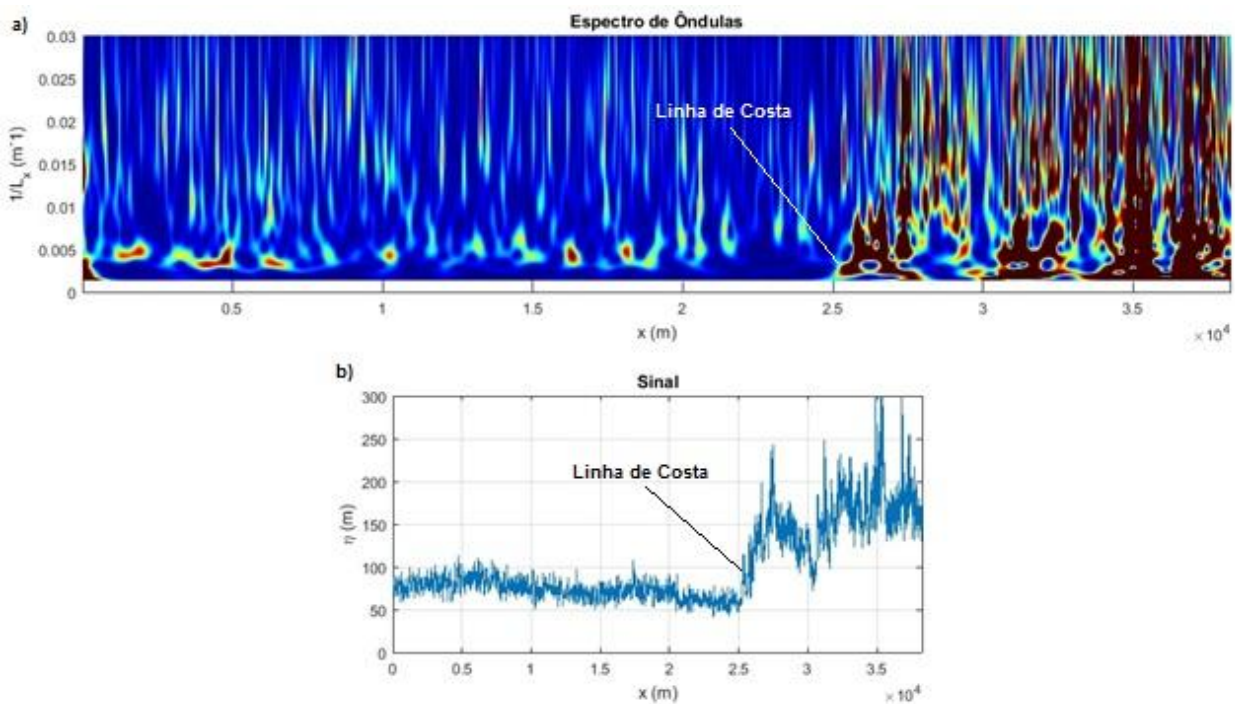 a)
Espectro de Ôndulas
0.03
0.025
0.02
0.015
0.01
0.005
0
1/L_x (m^-1)
Linha de Costa
0.5 1 1.5 2 2.5 3 3.5
x (m)
×10^4
b)
Sinal
300
250
200
150
100
50
0
η (m)
Linha de Costa
0 0.5 1 1.5 2 2.5 3 3.5
x (m)
×10^4